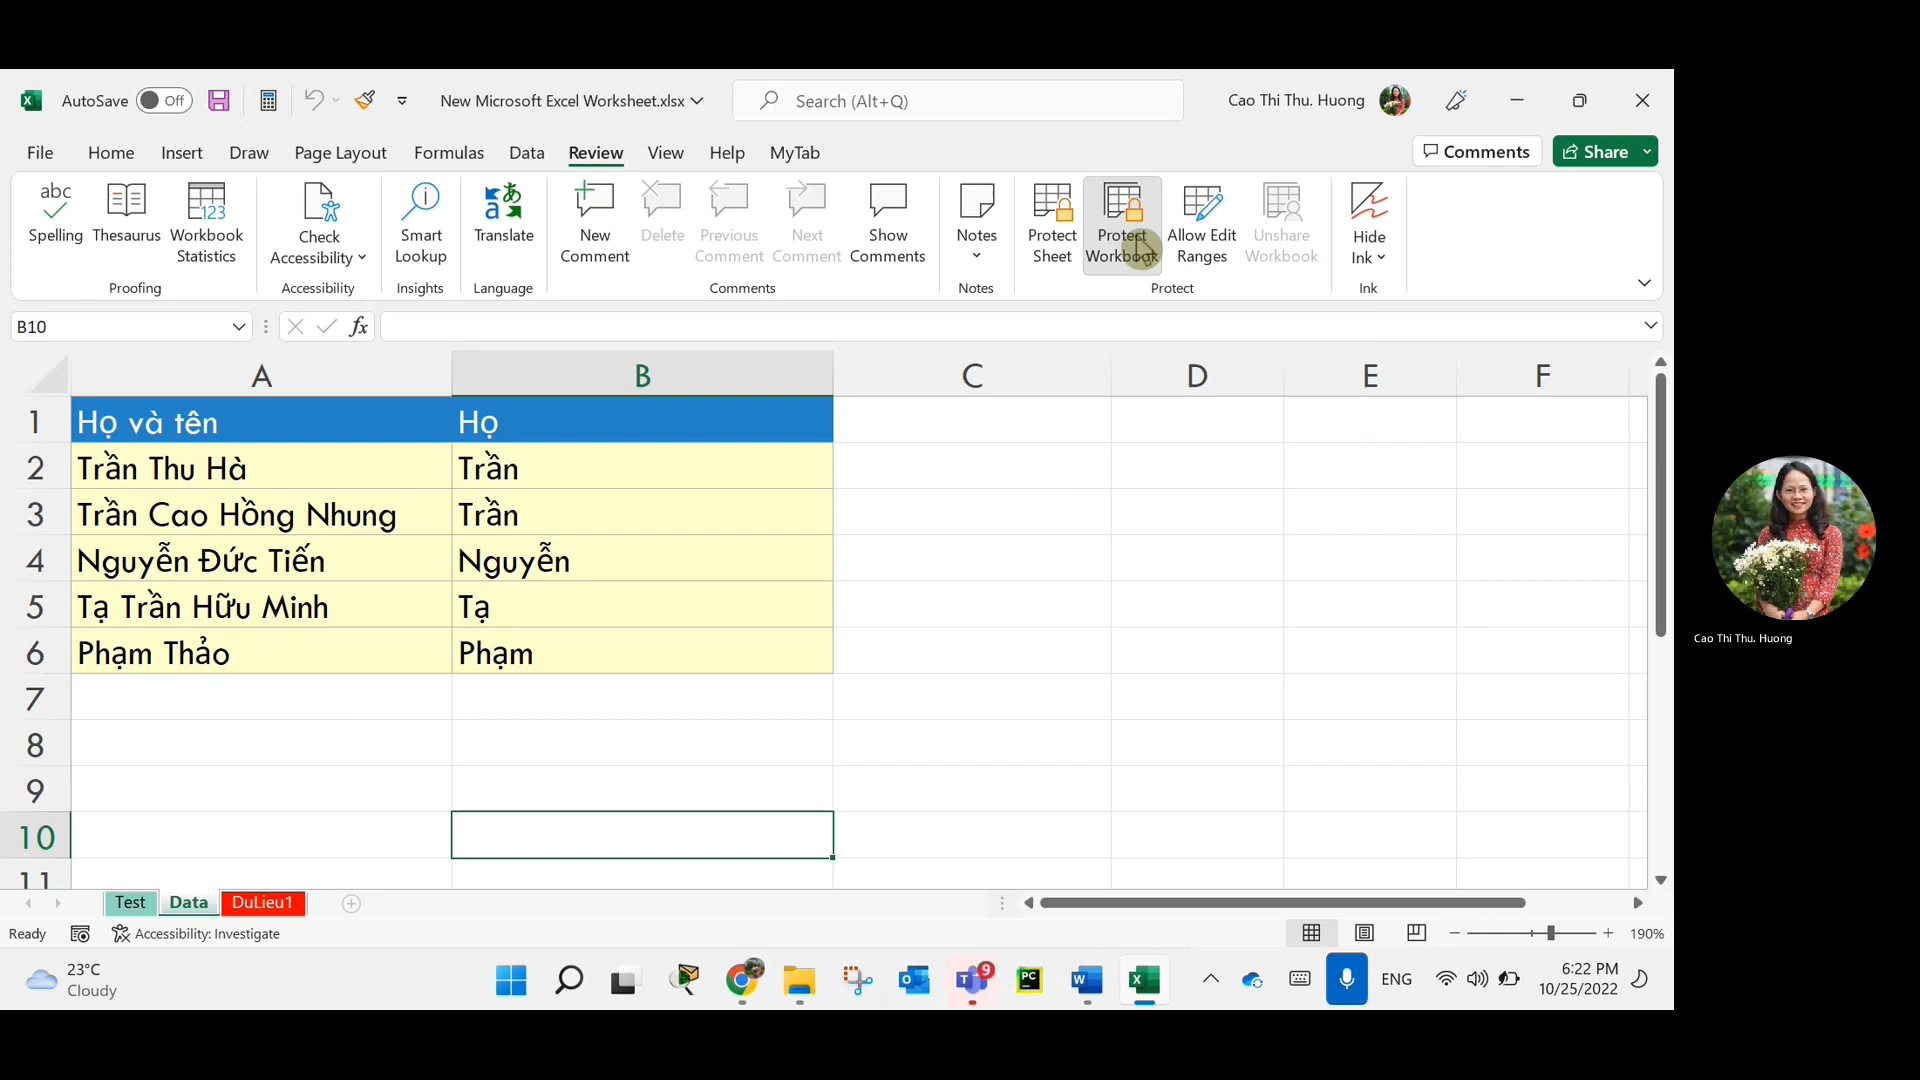 AutoSave Off New Microsoft Excel Worksheet.xlsx Search (Alt+Q) Cao Thi Thu. Huong
File Home Insert Draw Page Layout Formulas Data Review View Help MyTab Comments Share
abc
Spelling
Thesaurus
123
Workbook
Statistics
Proofing
Check
Accessibility
Accessibility
Smart
Lookup
Insights
Translate
Language
New
Comment
Delete
Previous
Comment
Next
Comment
Show
Comments
Comments
Notes
Notes
Protect
Sheet
Protect
Workbook
Allow Edit
Ranges
Unshare
Workbook
Protect
Hide
Ink
Ink
B10 fx
A B C D E F
1 Họ và tên Họ
2 Trần Thu Hà Trần
3 Trần Cao Hồng Nhung Trần
4 Nguyễn Đức Tiến Nguyễn
5 Tạ Trần Hữu Minh Tạ
6 Phạm Thảo Phạm
7
8
9
10
11
Test Data DuLieu1
Ready Accessibility: Investigate 190%
23°C
Cloudy
9
PC
ENG
6:22 PM
10/25/2022
Cao Thi Thu. Huong